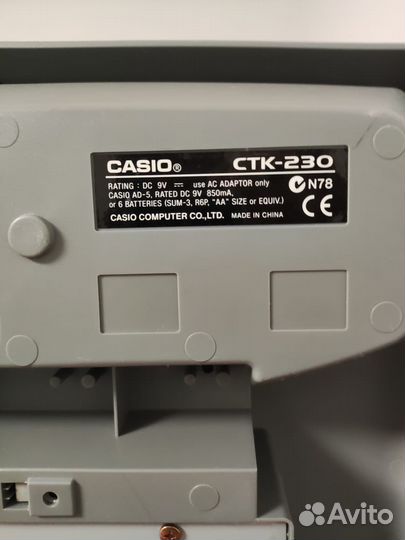 CASIO® CTK-230
RATING : DC 9V ⎓ use AC ADAPTOR only
CASIO AD-5, RATED DC 9V 850mA,
or 6 BATTERIES (SUM-3, R6P, "AA" SIZE or EQUIV.)
N78
CASIO COMPUTER CO.,LTD. MADE IN CHINA
CE
Avito